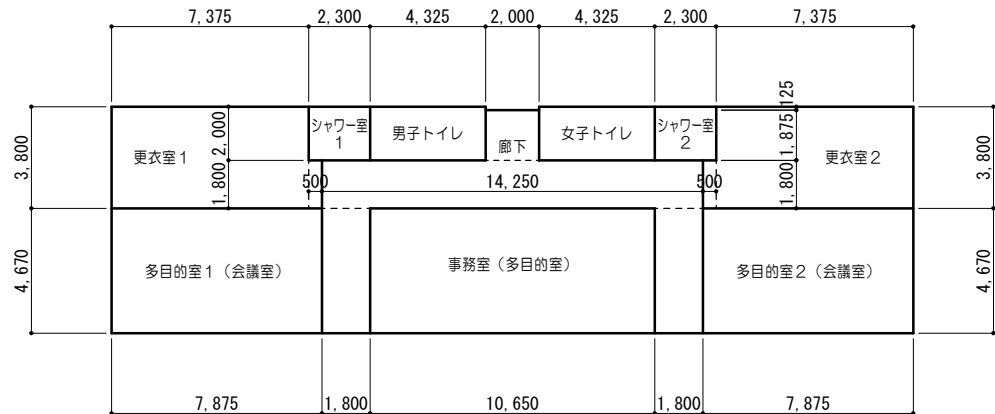 7,375 2,300 4,325 2,000 4,325 2,300 7,375
125
シャワー室
1
男子トイレ
廊下
女子トイレ
シャワー室
2
更衣室1
更衣室2
3,800
2,000
1,800
1,875
1,800
3,800
500 14,250 500
多目的室1(会議室)
事務室(多目的室)
多目的室2(会議室)
4,670
4,670
7,875 1,800 10,650 1,800 7,875